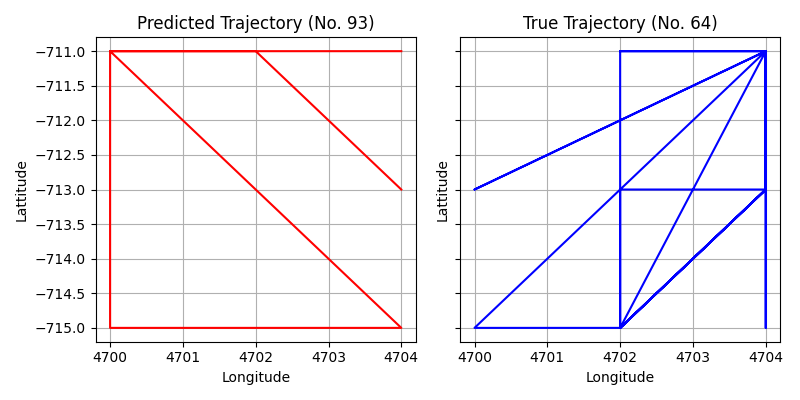 Predicted Trajectory (No. 93)
−711.0
−711.5
−712.0
−712.5
−713.0
−713.5
−714.0
−714.5
−715.0
Lattitude
4700 4701 4702 4703 4704
Longitude
True Trajectory (No. 64)
Lattitude
4700 4701 4702 4703 4704
Longitude